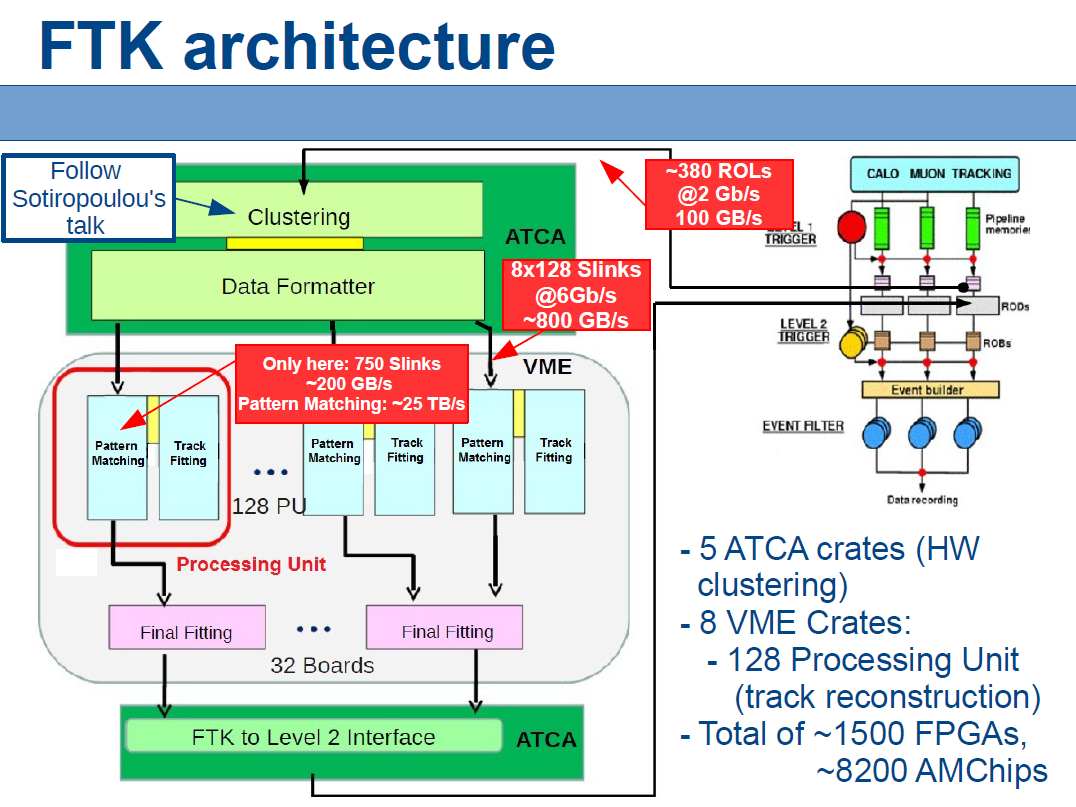 FTK architecture
Follow
Sotiropoulou's
talk
Clustering
ATCA
Data Formatter
~380 ROLs
@2 Gb/s
100 GB/s
8x128 Slinks
@6Gb/s
~800 GB/s
Only here: 750 Slinks
~200 GB/s
Pattern Matching: ~25 TB/s
VME
Pattern
Matching
Track
Fitting
Pattern
Matching
Track
Fitting
Pattern
Matching
Track
Fitting
128 PU
Processing Unit
Final Fitting
Final Fitting
32 Boards
FTK to Level 2 Interface
ATCA
CALO MUON TRACKING
Pipeline
memories
TRIGGER
RODs
LEVEL 2
TRIGGER
ROBs
Event builder
EVENT FILTER
Data recording
- 5 ATCA crates (HW
clustering)
- 8 VME Crates:
- 128 Processing Unit
(track reconstruction)
- Total of ~1500 FPGAs,
~8200 AMChips